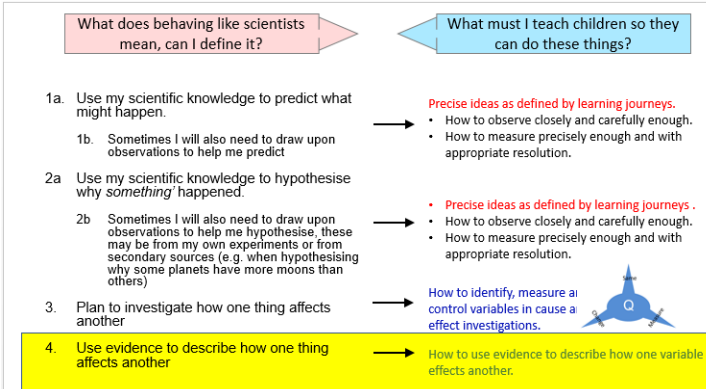 What does behaving like scientists
mean, can I define it?
What must I teach children so they
can do these things?
1a. Use my scientific knowledge to predict what
might happen.
1b. Sometimes I will also need to draw upon
observations to help me predict
Precise ideas as defined by learning journeys.
• How to observe closely and carefully enough.
• How to measure precisely enough and with
appropriate resolution.
2a Use my scientific knowledge to hypothesise
why something’ happened.
2b Sometimes I will also need to draw upon
observations to help me hypothesise, these
may be from my own experiments or from
secondary sources (e.g. when hypothesising
why some planets have more moons than
others)
• Precise ideas as defined by learning journeys .
• How to observe closely and carefully enough.
• How to measure precisely enough and with
appropriate resolution.
3. Plan to investigate how one thing affects
another
How to identify, measure
control variables in cause
effect investigations.
Same
Q
Measure
4. Use evidence to describe how one thing
affects another
How to use evidence to describe how one variable
effects another.